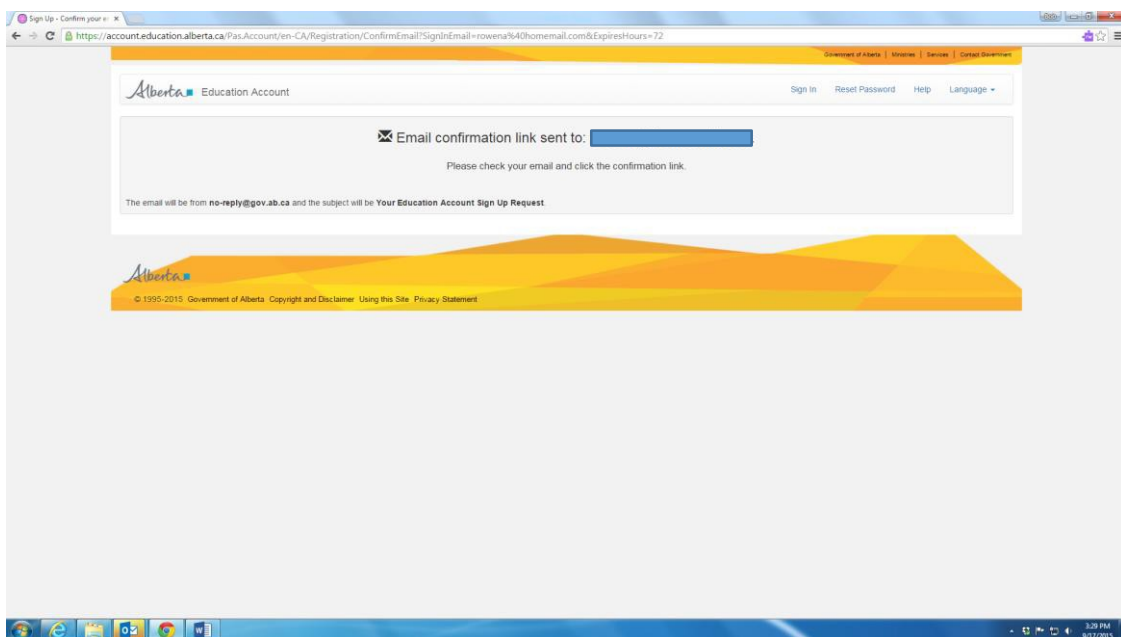 Sign Up - Confirm your e
https://account.education.alberta.ca/Pas.Account/en-CA/Registration/ConfirmEmail?SignInEmail=rowena%40homemail.com&ExpiresHours=72
Government of Alberta | Ministries | Services | Contact Government
Alberta Education Account Sign In Reset Password Help Language
Email confirmation link sent to:
Please check your email and click the confirmation link.
The email will be from no-reply@gov.ab.ca and the subject will be Your Education Account Sign Up Request.
Alberta
© 1995-2015 Government of Alberta Copyright and Disclaimer Using this Site Privacy Statement
3:29 PM
9/17/2015